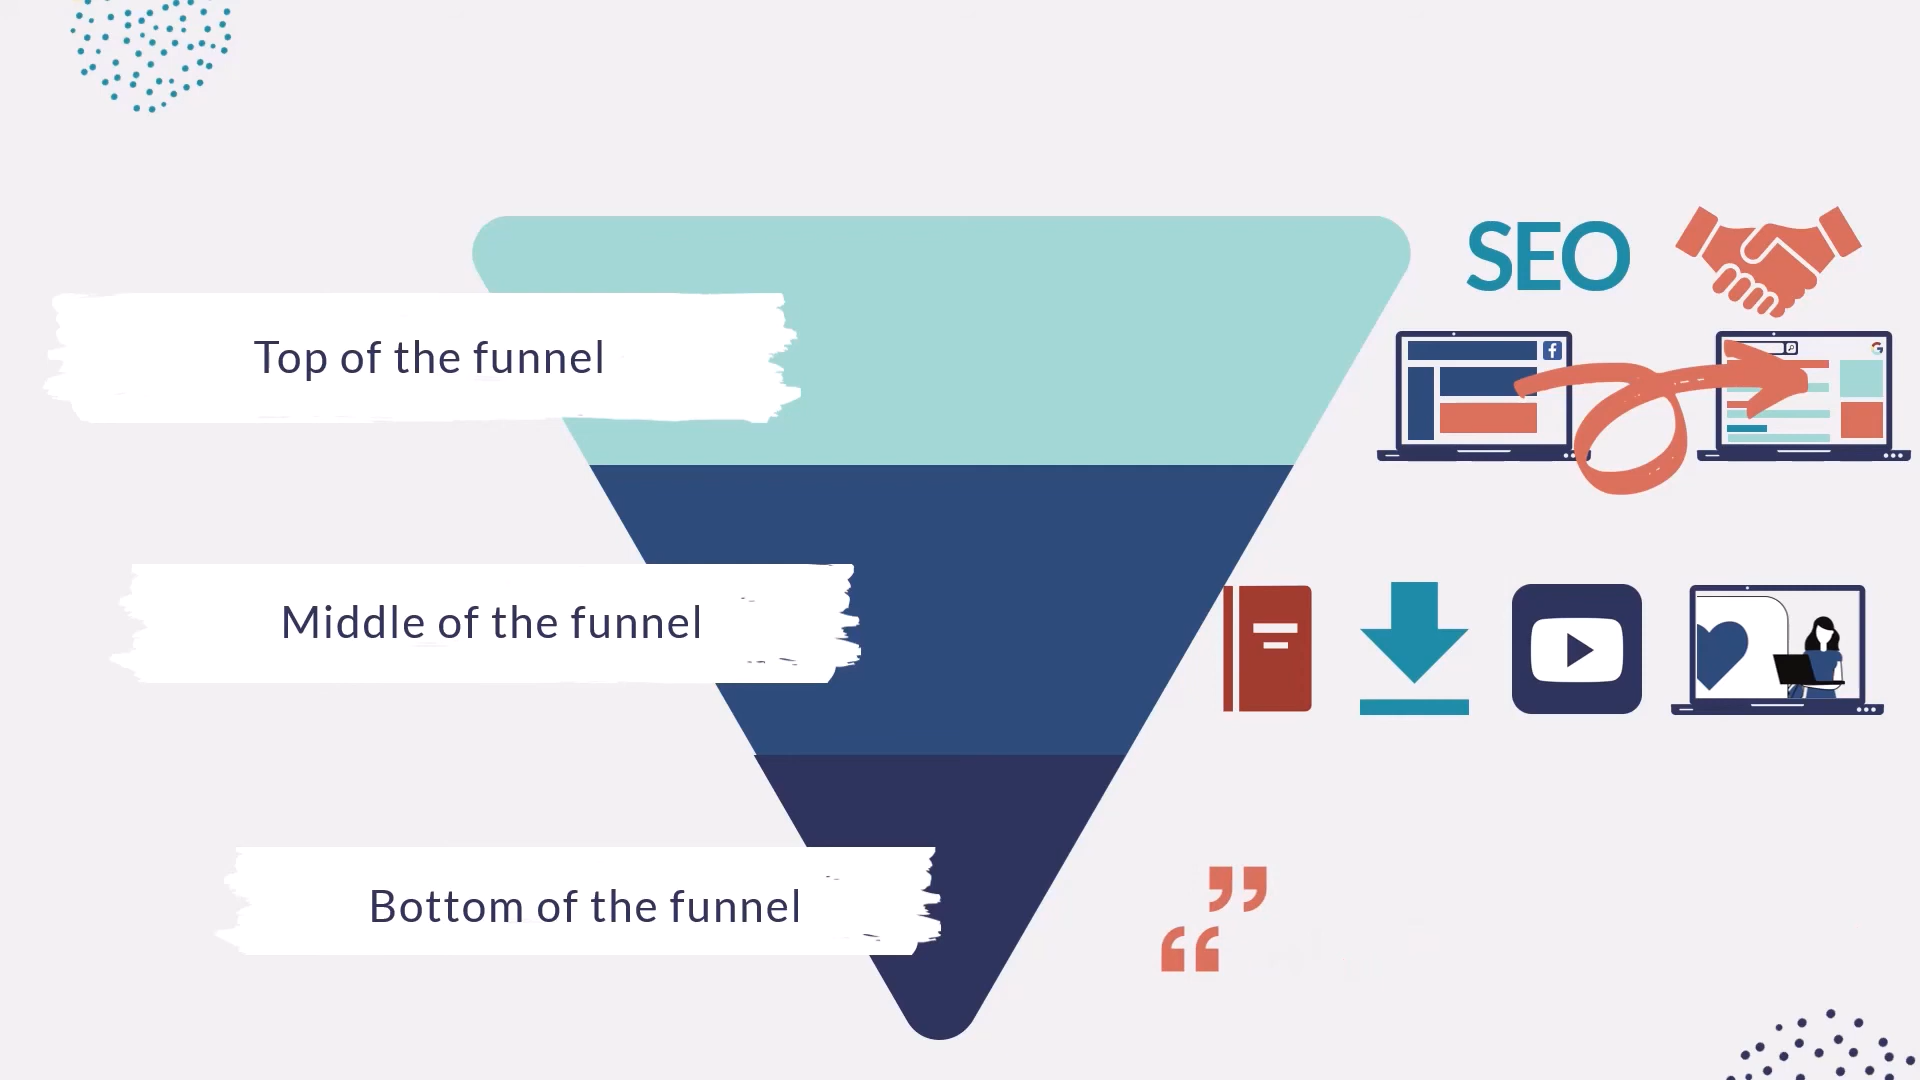 SEO
Top of the funnel
Middle of the funnel
Bottom of the funnel